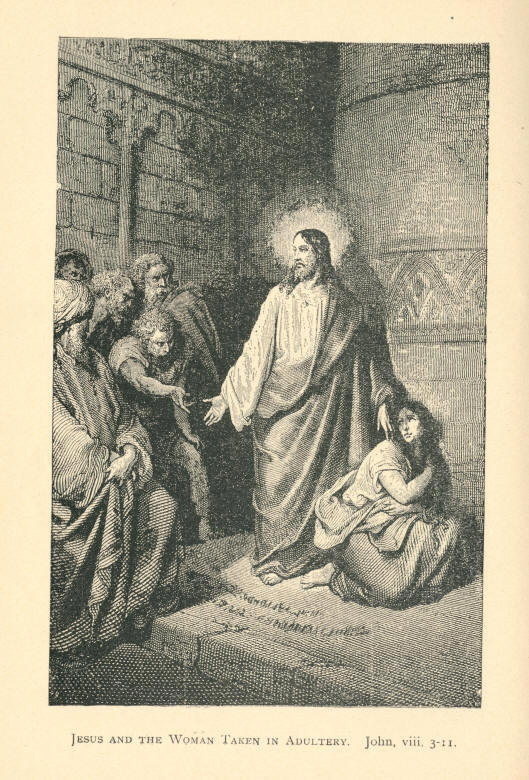 JESUS AND THE WOMAN TAKEN IN ADULTERY. John, viii. 3-11.